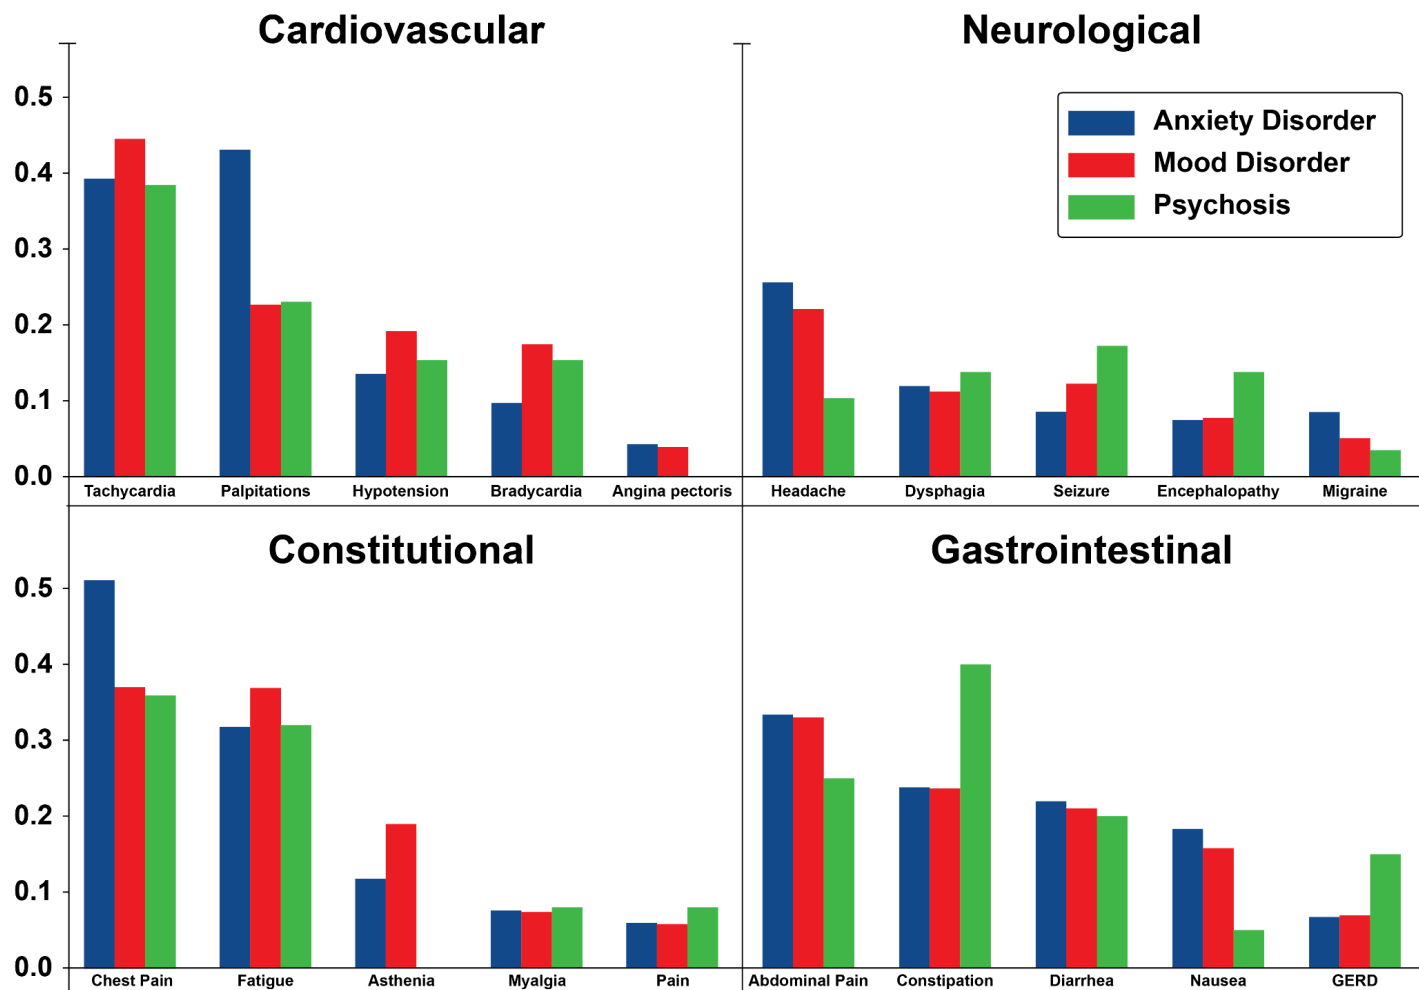 Cardiovascular
0.5
0.4
0.3
0.2
0.1
0.0
Tachycardia Palpitations Hypotension Bradycardia Angina pectoris
Neurological
Anxiety Disorder
Mood Disorder
Psychosis
Headache Dysphagia Seizure Encephalopathy Migraine
Constitutional
0.5
0.4
0.3
0.2
0.1
0.0
Chest Pain Fatigue Asthenia Myalgia Pain
Gastrointestinal
Abdominal Pain Constipation Diarrhea Nausea GERD